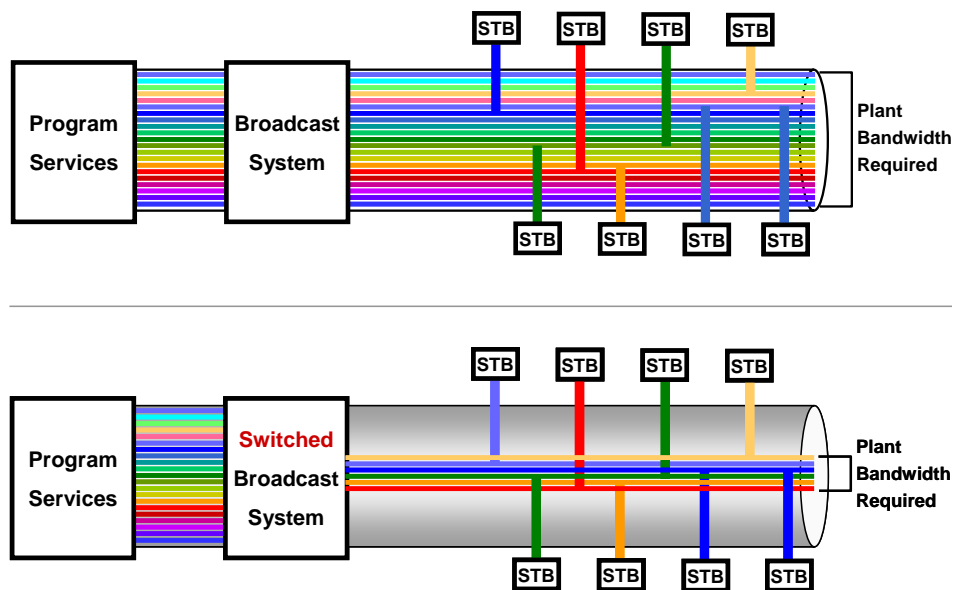 STB
STB
STB
STB
Program
Services
Broadcast
System
Plant
Bandwidth
Required
STB
STB
STB
STB
STB
STB
STB
STB
Program
Services
Switched
Broadcast
System
Plant
Bandwidth
Required
STB
STB
STB
STB